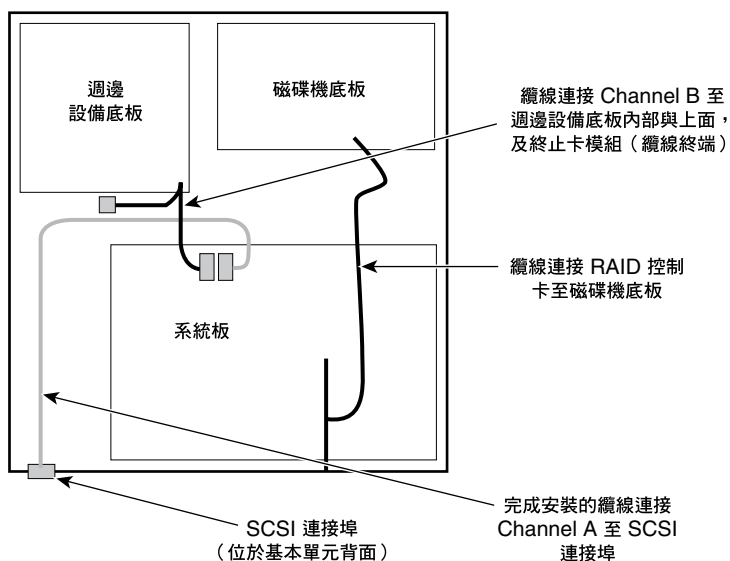 週邊
設備底板
磁碟機底板
纜線連接 Channel B 至
週邊設備底板內部與上面，
及終止卡模組（纜線終端）
纜線連接 RAID 控制
卡至磁碟機底板
系統板
完成安裝的纜線連接
Channel A 至 SCSI
連接埠
SCSI 連接埠
（位於基本單元背面）